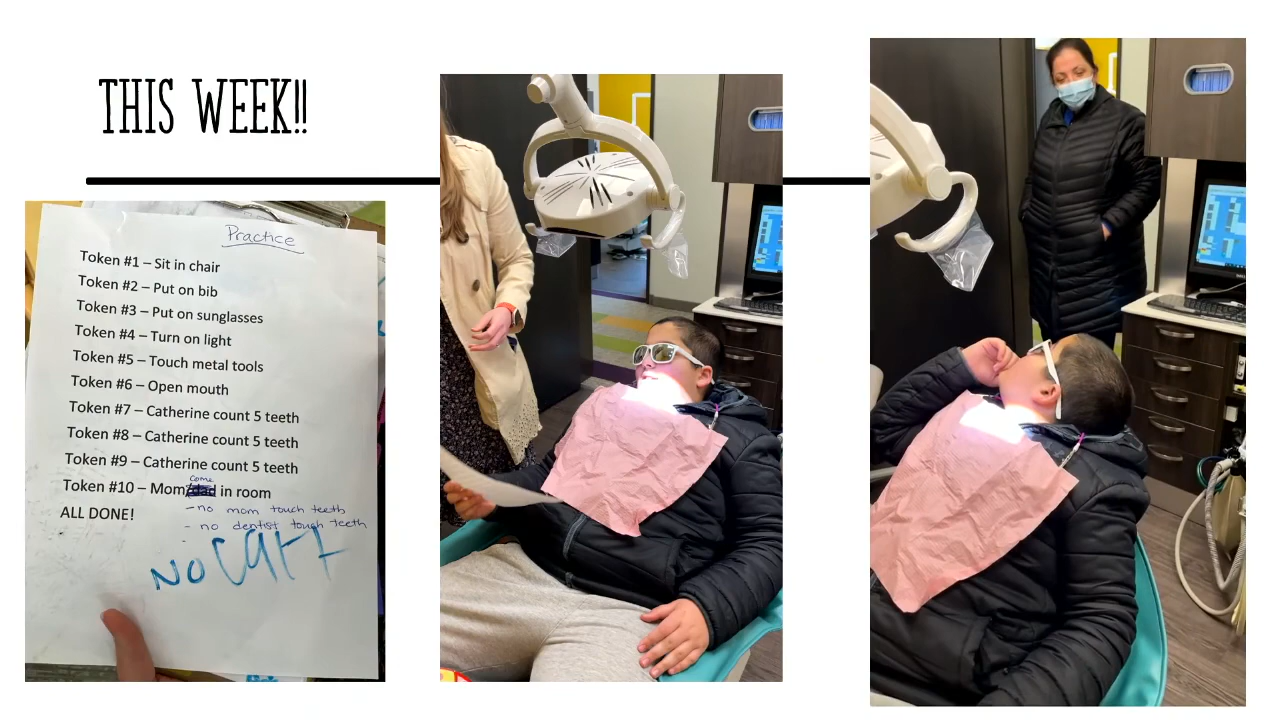 THIS WEEK!!
Practice
Token #1 – Sit in chair
Token #2 – Put on bib
Token #3 – Put on sunglasses
Token #4 – Turn on light
Token #5 – Touch metal tools
Token #6 – Open mouth
Token #7 – Catherine count 5 teeth
Token #8 – Catherine count 5 teeth
Token #9 – Catherine count 5 teeth
come
Token #10 – Mom in room
ALL DONE!
- no mom touch teeth
- no dentist touch teeth
-
NO